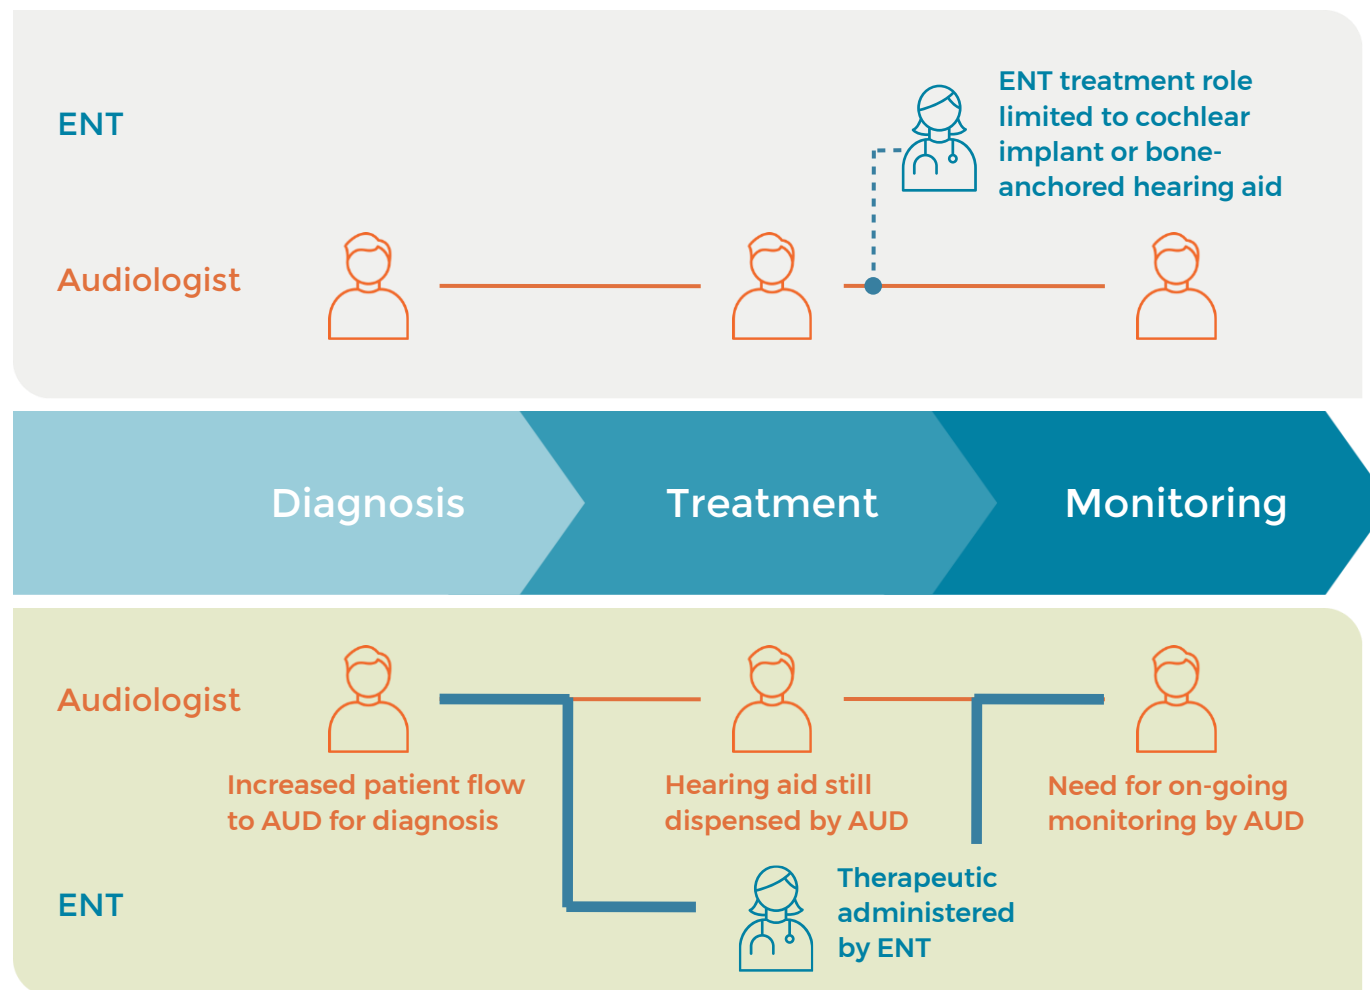 ENT
ENT treatment role
limited to cochlear
implant or bone-
anchored hearing aid
Audiologist
Diagnosis
Treatment
Monitoring
Audiologist
Increased patient flow
to AUD for diagnosis
Hearing aid still
dispensed by AUD
Need for on-going
monitoring by AUD
ENT
Therapeutic
administered
by ENT